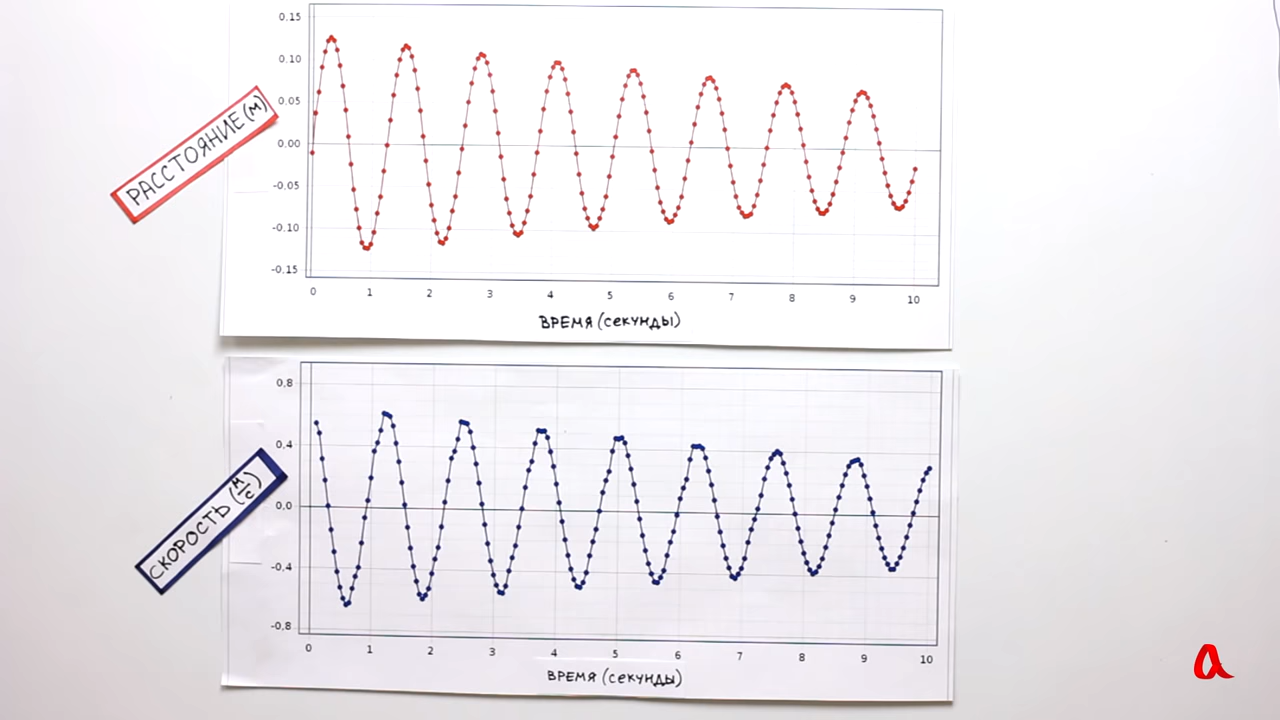 0.15
0.10
0.05
0.00
-0.05
-0.10
-0.15
РАССТОЯНИЕ (м)
0 1 2 3 4 5 6 7 8 9 10
ВРЕМЯ (секунды)
0,8
0,4
0,0
-0,4
-0,8
СКОРОСТЬ (м/с)
0 1 2 3 4 5 6 7 8 9 10
ВРЕМЯ (секунды)
a